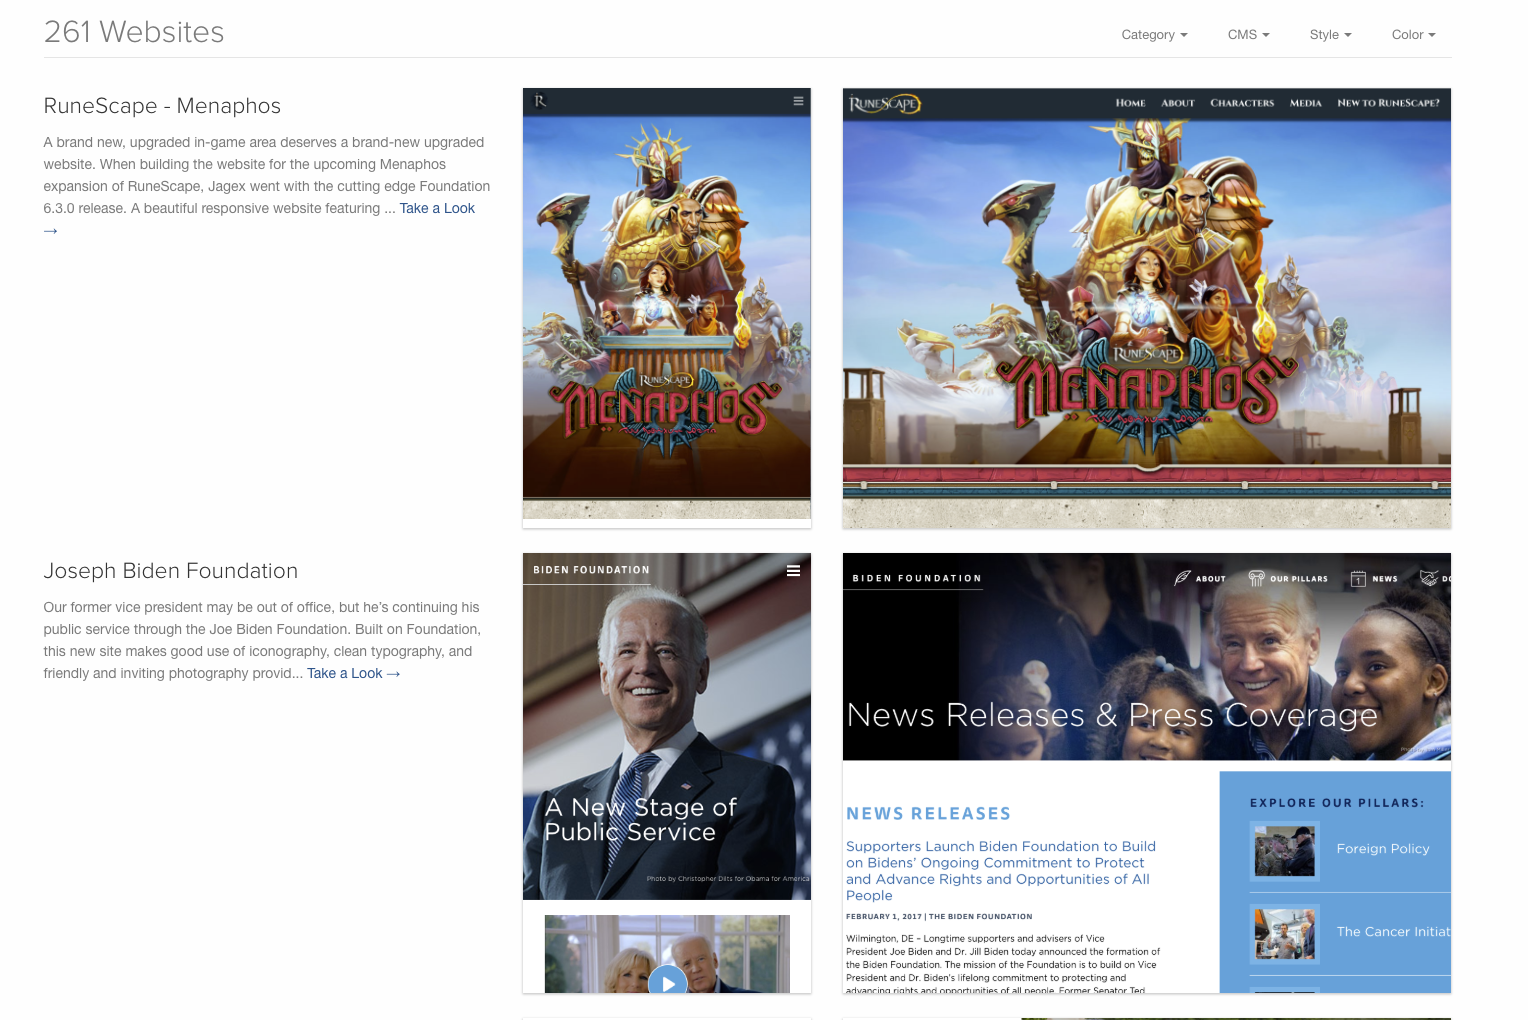 261 Websites
Category
CMS
Style
Color
RuneScape - Menaphos
A brand new, upgraded in-game area deserves a brand-new upgraded
website. When building the website for the upcoming Menaphos
expansion of RuneScape, Jagex went with the cutting edge Foundation
6.3.0 release. A beautiful responsive website featuring ... Take a Look
→
R
RUNESCAPE
MENAPHOS
RUNESCAPE
HOME
ABOUT
CHARACTERS
MEDIA
NEW TO RUNESCAPE?
RUNESCAPE
MENAPHOS
Joseph Biden Foundation
Our former vice president may be out of office, but he's continuing his
public service through the Joe Biden Foundation. Built on Foundation,
this new site makes good use of iconography, clean typography, and
friendly and inviting photography provid... Take a Look →
BIDEN FOUNDATION
A New Stage of
Public Service
Photo by Christopher Dilts for Obama for America
BIDEN FOUNDATION
ABOUT
OUR PILLARS
1
NEWS
DO
News Releases & Press Coverage
NEWS RELEASES
Supporters Launch Biden Foundation to Build
on Bidens' Ongoing Commitment to Protect
and Advance Rights and Opportunities of All
People
FEBRUARY 1, 2017 | THE BIDEN FOUNDATION
Wilmington, DE – Longtime supporters and advisers of Vice
President Joe Biden and Dr. Jill Biden today announced the formation of
the Biden Foundation. The mission of the Foundation is to build on Vice
President and Dr. Biden's lifelong commitment to protecting and
advancing rights and opportunities of all people. Former Senator Ted
EXPLORE OUR PILLARS:
Foreign Policy
The Cancer Initiat